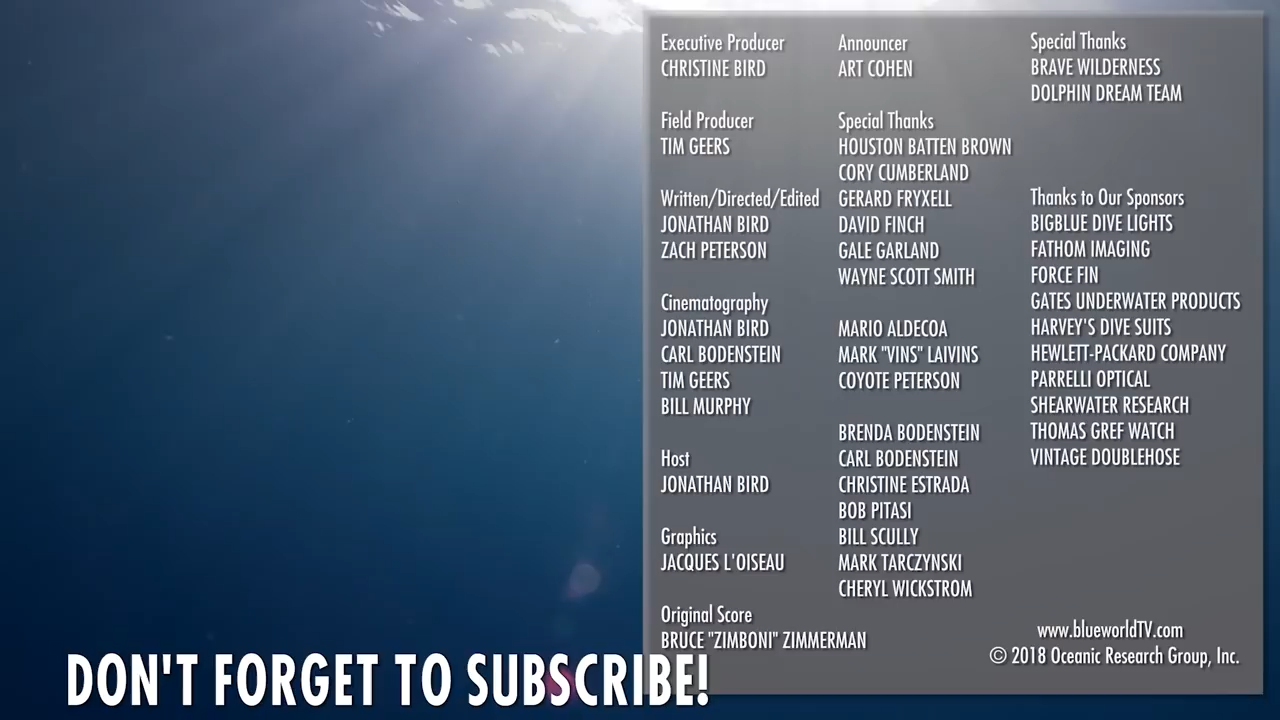 Executive Producer
CHRISTINE BIRD
Field Producer
TIM GEERS
Written/Directed/Edited
JONATHAN BIRD
ZACH PETERSON
Cinematography
JONATHAN BIRD
CARL BODENSTEIN
TIM GEERS
BILL MURPHY
Host
JONATHAN BIRD
Graphics
JACQUES L'OISEAU
Original Score
BRUCE "ZIMBONI" ZIMMERMAN
Announcer
ART COHEN
Special Thanks
HOUSTON BATTEN BROWN
CORY CUMBERLAND
GERARD FRYXELL
DAVID FINCH
GALE GARLAND
WAYNE SCOTT SMITH
MARIO ALDECOA
MARK "VINS" LAIVINS
COYOTE PETERSON
BRENDA BODENSTEIN
CARL BODENSTEIN
CHRISTINE ESTRADA
BOB PITASI
BILL SCULLY
MARK TARCZYNSKI
CHERYL WICKSTROM
Special Thanks
BRAVE WILDERNESS
DOLPHIN DREAM TEAM
Thanks to Our Sponsors
BIGBLUE DIVE LIGHTS
FATHOM IMAGING
FORCE FIN
GATES UNDERWATER PRODUCTS
HARVEY'S DIVE SUITS
HEWLETT-PACKARD COMPANY
PARRELLI OPTICAL
SHEARWATER RESEARCH
THOMAS GREF WATCH
VINTAGE DOUBLEHOSE
www.blueworldTV.com
© 2018 Oceanic Research Group, Inc.
DON'T FORGET TO SUBSCRIBE!